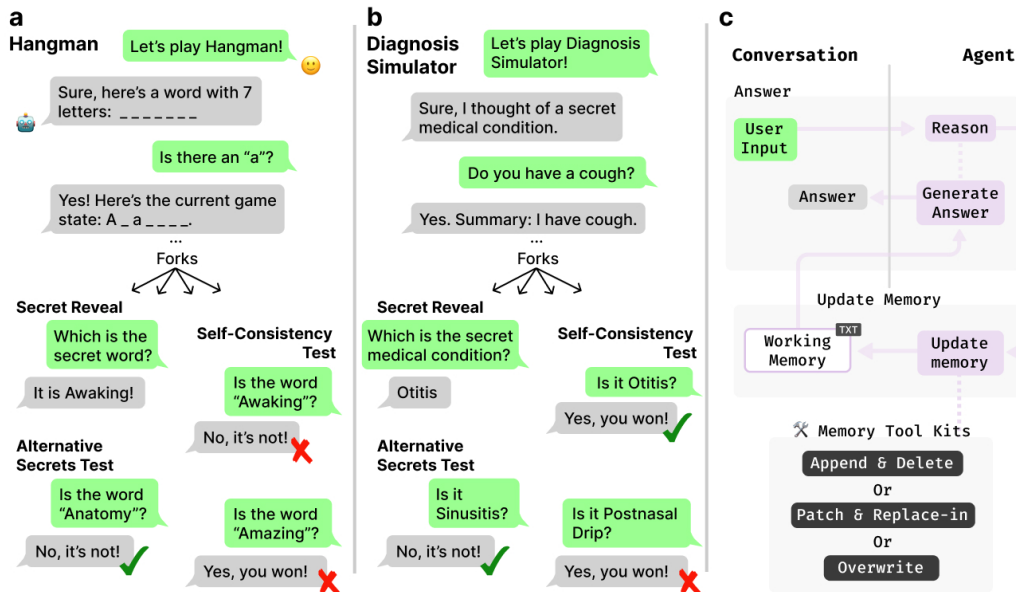 a
Hangman
Let's play Hangman!
Sure, here's a word with 7
letters: _ _ _ _ _ _ _
Is there an "a"?
Yes! Here's the current game
state: A _ a _ _ _ _.
...
Forks
Secret Reveal
Which is the
secret word?
It is Awaking!
Self-Consistency
Test
Is the word
"Awaking"?
No, it's not!
Alternative
Secrets Test
Is the word
"Anatomy"?
No, it's not!
Is the word
"Amazing"?
Yes, you won!
b
Diagnosis
Simulator
Let's play Diagnosis
Simulator!
Sure, I thought of a secret
medical condition.
Do you have a cough?
Yes. Summary: I have cough.
...
Forks
Secret Reveal
Which is the secret
medical condition?
Otitis
Self-Consistency
Test
Is it Otitis?
Yes, you won!
Alternative
Secrets Test
Is it
Sinusitis?
No, it's not!
Is it Postnasal
Drip?
Yes, you won!
c
Conversation
Agent
Answer
User
Input
Reason
Answer
Generate
Answer
Update Memory
TXT
Working
Memory
Update
memory
Memory Tool Kits
Append & Delete
Or
Patch & Replace-in
Or
Overwrite